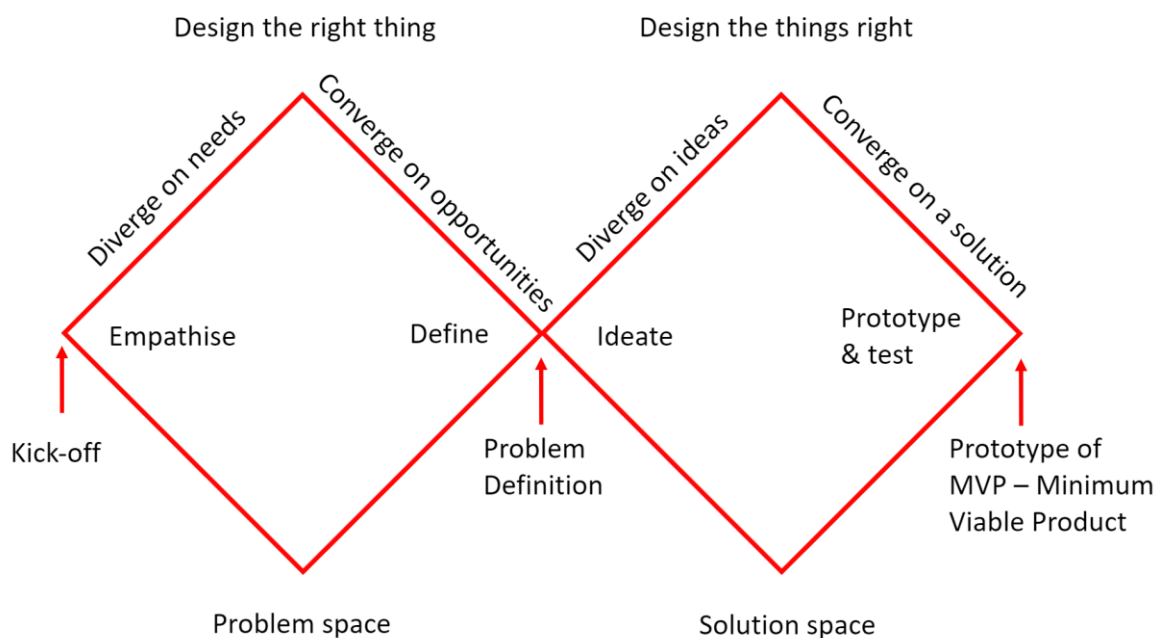 Design the right thing
Design the things right
Diverge on needs
Converge on opportunities
Diverge on ideas
Converge on a solution
Empathise
Define
Ideate
Prototype
& test
Kick-off
Problem
Definition
Prototype of
MVP – Minimum
Viable Product
Problem space
Solution space